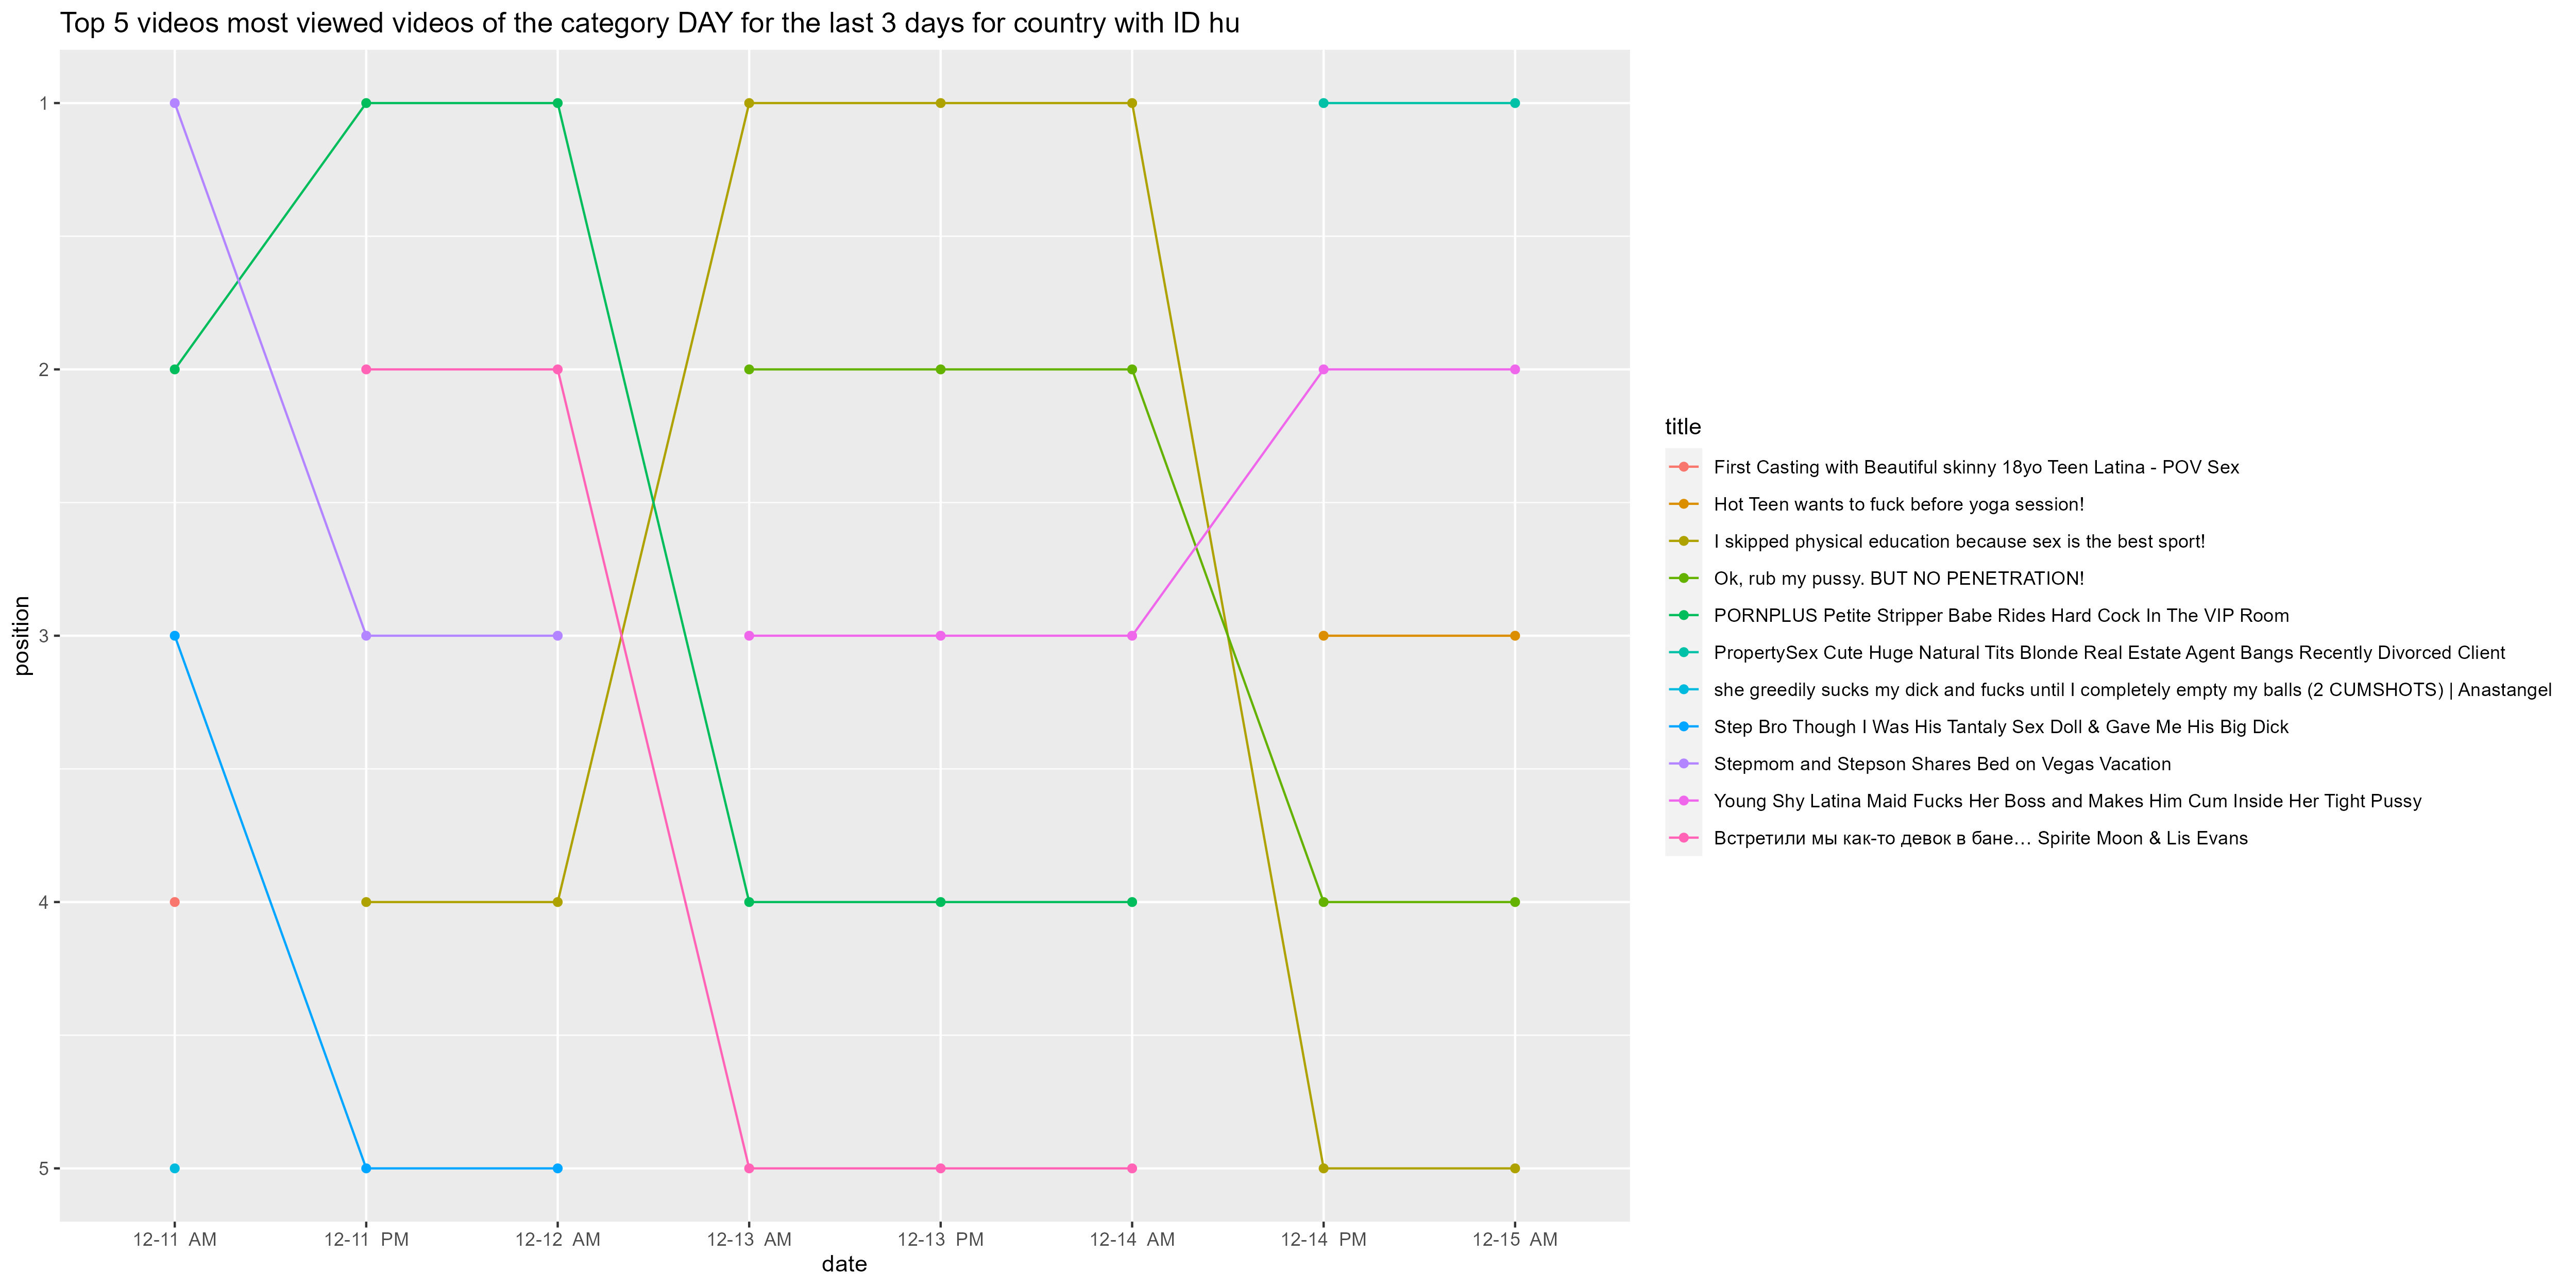 Top 5 videos most viewed videos of the category DAY for the last 3 days for country with ID hu
position
1
2
3
4
5
12-11 AM
12-11 PM
12-12 AM
12-13 AM
12-13 PM
12-14 AM
12-14 PM
12-15 AM
date
title
First Casting with Beautiful skinny 18yo Teen Latina - POV Sex
Hot Teen wants to fuck before yoga session!
I skipped physical education because sex is the best sport!
Ok, rub my pussy. BUT NO PENETRATION!
PORNPLUS Petite Stripper Babe Rides Hard Cock In The VIP Room
PropertySex Cute Huge Natural Tits Blonde Real Estate Agent Bangs Recently Divorced Client
she greedily sucks my dick and fucks until I completely empty my balls (2 CUMSHOTS) | Anastangel
Step Bro Though I Was His Tantaly Sex Doll & Gave Me His Big Dick
Stepmom and Stepson Shares Bed on Vegas Vacation
Young Shy Latina Maid Fucks Her Boss and Makes Him Cum Inside Her Tight Pussy
Встретили мы как-то девок в бане… Spirite Moon & Lis Evans